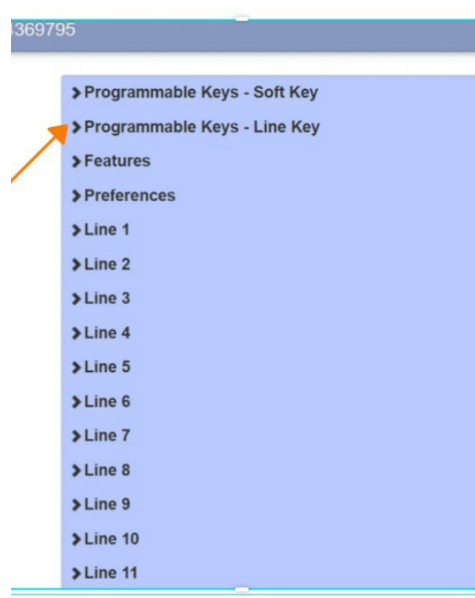 369795
Programmable Keys - Soft Key
Programmable Keys - Line Key
Features
Preferences
Line 1
Line 2
Line 3
Line 4
Line 5
Line 6
Line 7
Line 8
Line 9
Line 10
Line 11